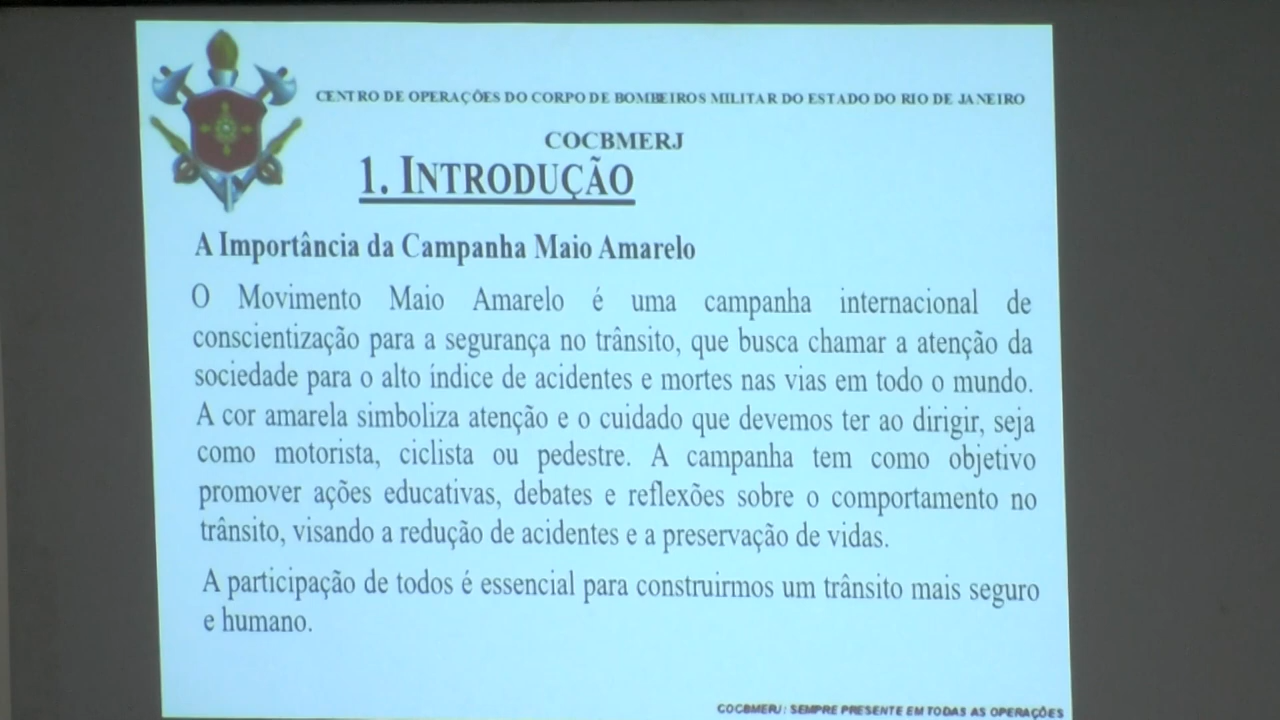 CENTRO DE OPERAÇÕES DO CORPO DE BOMBEIROS MILITAR DO ESTADO DO RIO DE JANEIRO
COCBMERJ
1. INTRODUÇÃO
A Importância da Campanha Maio Amarelo
O Movimento Maio Amarelo é uma campanha internacional de
conscientização para a segurança no trânsito, que busca chamar a atenção da
sociedade para o alto índice de acidentes e mortes nas vias em todo o mundo.
A cor amarela simboliza atenção e o cuidado que devemos ter ao dirigir, seja
como motorista, ciclista ou pedestre. A campanha tem como objetivo
promover ações educativas, debates e reflexões sobre o comportamento no
trânsito, visando a redução de acidentes e a preservação de vidas.
A participação de todos é essencial para construirmos um trânsito mais seguro
e humano.
COCBMERJ: SEMPRE PRESENTE EM TODAS AS OPERAÇÕES